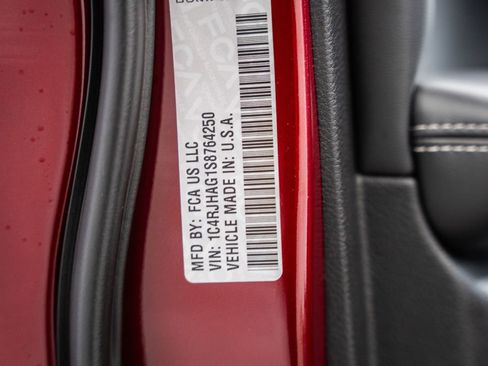 MFD BY: FCA US LLC
VIN: 1C4RJHAG1S8764250
VEHICLE MADE IN: U.S.A.